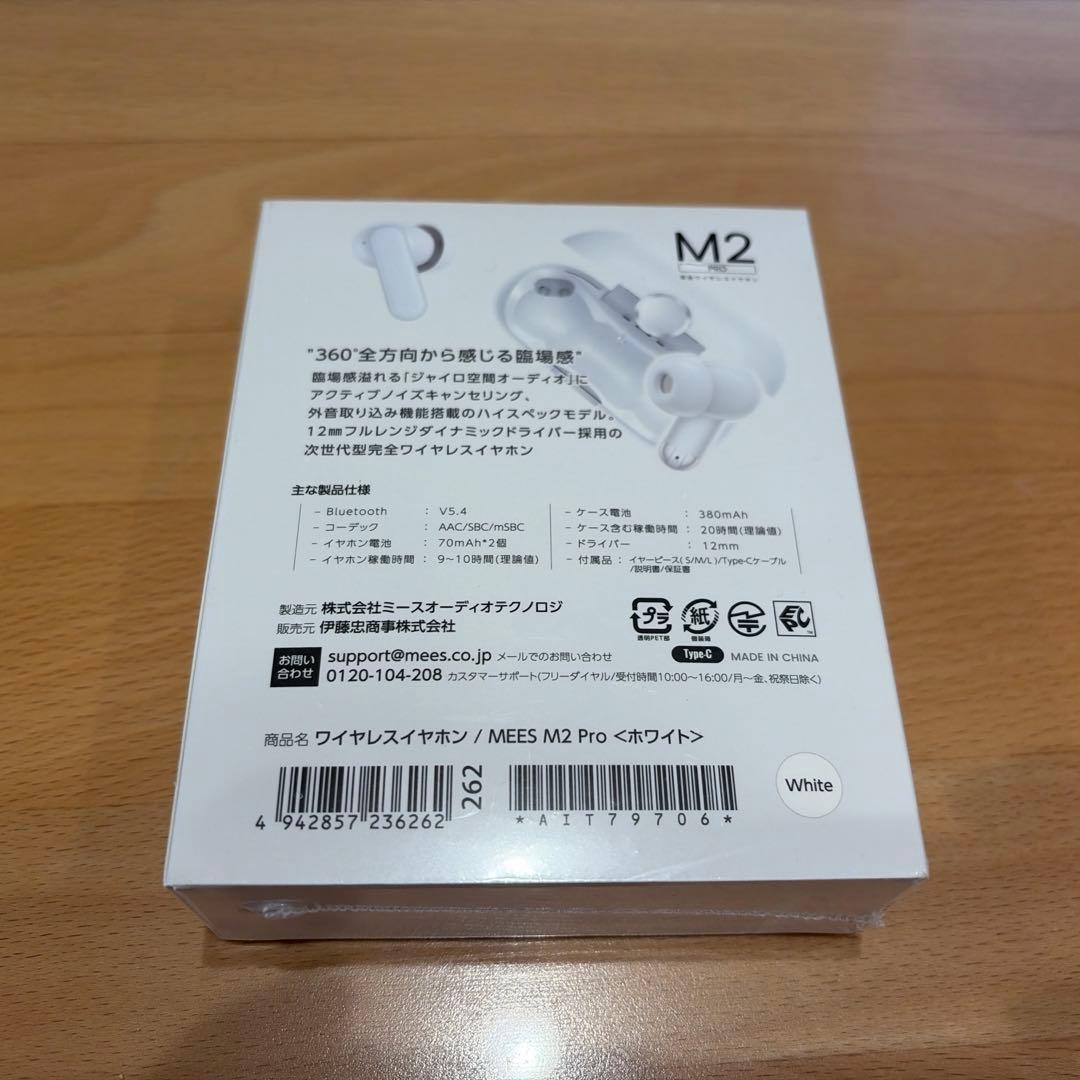 M2
PRO
完全ワイヤレスイヤホン
"360°全方向から感じる臨場感"
臨場感溢れる「ジャイロ空間オーディオ」に
アクティブノイズキャンセリング、
外音取り込み機能搭載のハイスペックモデル。
12㎜フルレンジダイナミックドライバー採用の
次世代型完全ワイヤレスイヤホン
主な製品仕様
– Bluetooth : V5.4
– コーデック : AAC/SBC/mSBC
– イヤホン電池 : 70mAh*2個
– イヤホン稼働時間 : 9~10時間(理論値)
– ケース電池 : 380mAh
– ケース含む稼働時間 : 20時間(理論値)
– ドライバー : 12mm
– 付属品 : イヤーピース( S/M/L )/Type-Cケーブル
/説明書/保証書
製造元 株式会社ミースオーディオテクノロジ
販売元 伊藤忠商事株式会社
プラ
透明PET部
紙
個装箱
Type-C
MADE IN CHINA
お問い
合わせ
support@mees.co.jp メールでのお問い合わせ
0120-104-208 カスタマーサポート(フリーダイヤル/受付時間10:00~16:00/月~金、祝祭日除く)
商品名 ワイヤレスイヤホン / MEES M2 Pro <ホワイト>
4 942857 236262
262
*AIT79706*
White